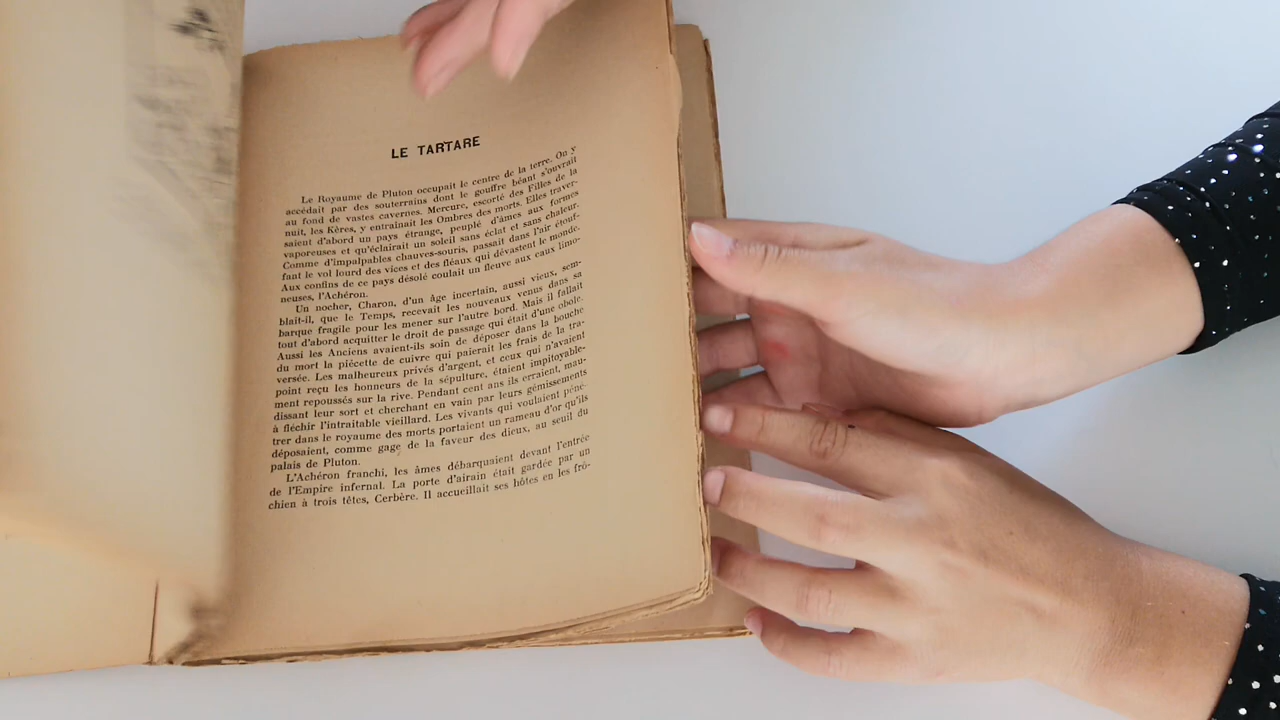 LE TARTARE
Le Royaume de Pluton occupait le centre de la terre. On y
accédait par des souterrains dont le gouffre béant s'ouvrait
au fond de vastes cavernes. Mercure, escorté des Filles de la
nuit, les Kères, y entraînait les Ombres des morts. Elles traver-
saient d'abord un pays étrange, peuplé d'âmes aux formes
vaporeuses et qu'éclairait un soleil sans éclat et sans chaleur.
Comme d'impalpables chauves-souris, passait dans l'air étouf-
fant le vol lourd des vices et des fléaux qui dévastent le monde.
Aux confins de ce pays désolé coulait un fleuve aux eaux limo-
neuses, l'Achéron.
Un nocher, Charon, d'un âge incertain, aussi vieux, sem-
blait-il, que le Temps, recevait les nouveaux venus dans sa
barque fragile pour les mener sur l'autre bord. Mais il fallait
tout d'abord acquitter le droit de passage qui était d'une obole.
Aussi les Anciens avaient-ils soin de déposer dans la bouche
du mort la piécette de cuivre qui paierait les frais de la tra-
versée. Les malheureux privés d'argent, et ceux qui n'avaient
point reçu les honneurs de la sépulture, étaient impitoyable-
ment repoussés sur la rive. Pendant cent ans ils erraient, mau-
dissant leur sort et cherchant en vain par leurs gémissements
à fléchir l'intraitable vieillard. Les vivants qui voulaient péné-
trer dans le royaume des morts portaient un rameau d'or qu'ils
déposaient, comme gage de la faveur des dieux, au seuil du
palais de Pluton.
L'Achéron franchi, les âmes débarquaient devant l'entrée
de l'Empire infernal. La porte d'airain était gardée par un
chien à trois têtes, Cerbère. Il accueillait ses hôtes en les frô-